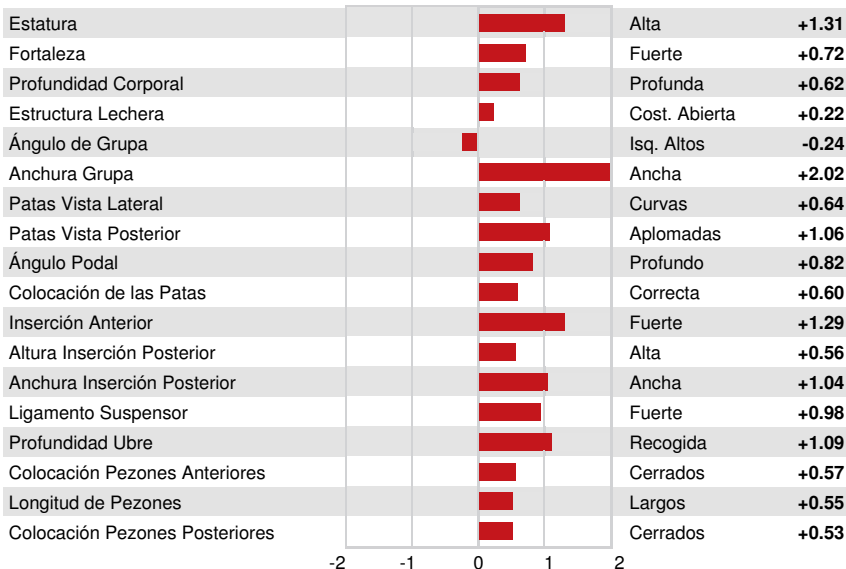 Estatura Alta +1.31
Fortaleza Fuerte +0.72
Profundidad Corporal Profunda +0.62
Estructura Lechera Cost. Abierta +0.22
Ángulo de Grupa Isq. Altos -0.24
Anchura Grupa Ancha +2.02
Patas Vista Lateral Curvas +0.64
Patas Vista Posterior Aplomadas +1.06
Ángulo Podal Profundo +0.82
Colocación de las Patas Correcta +0.60
Inserción Anterior Fuerte +1.29
Altura Inserción Posterior Alta +0.56
Anchura Inserción Posterior Ancha +1.04
Ligamento Suspensor Fuerte +0.98
Profundidad Ubre Recogida +1.09
Colocación Pezones Anteriores Cerrados +0.57
Longitud de Pezones Largos +0.55
Colocación Pezones Posteriores Cerrados +0.53
-2 -1 0 1 2